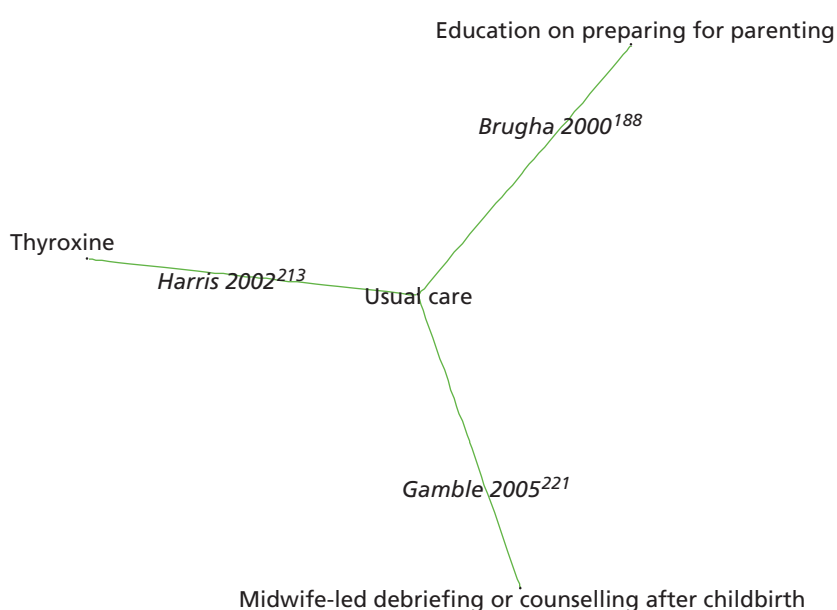 Education on preparing for parenting
Brugha 2000188
Thyroxine
Harris 2002213
Usual care
Gamble 2005221
Midwife-led debriefing or counselling after childbirth